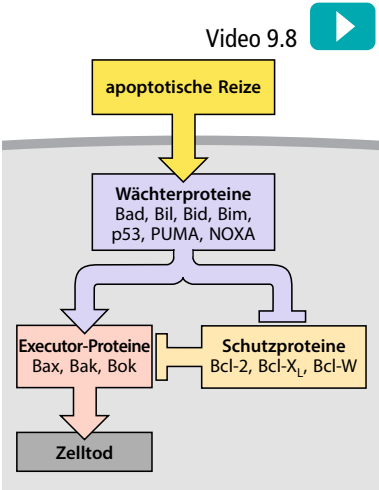 Video 9.8
apoptotische Reize
Wächterproteine
Bad, Bil, Bid, Bim,
p53, PUMA, NOXA
Executor-Proteine
Bax, Bak, Bok
Schutzproteine
Bcl-2, Bcl-XL, Bcl-W
Zelltod